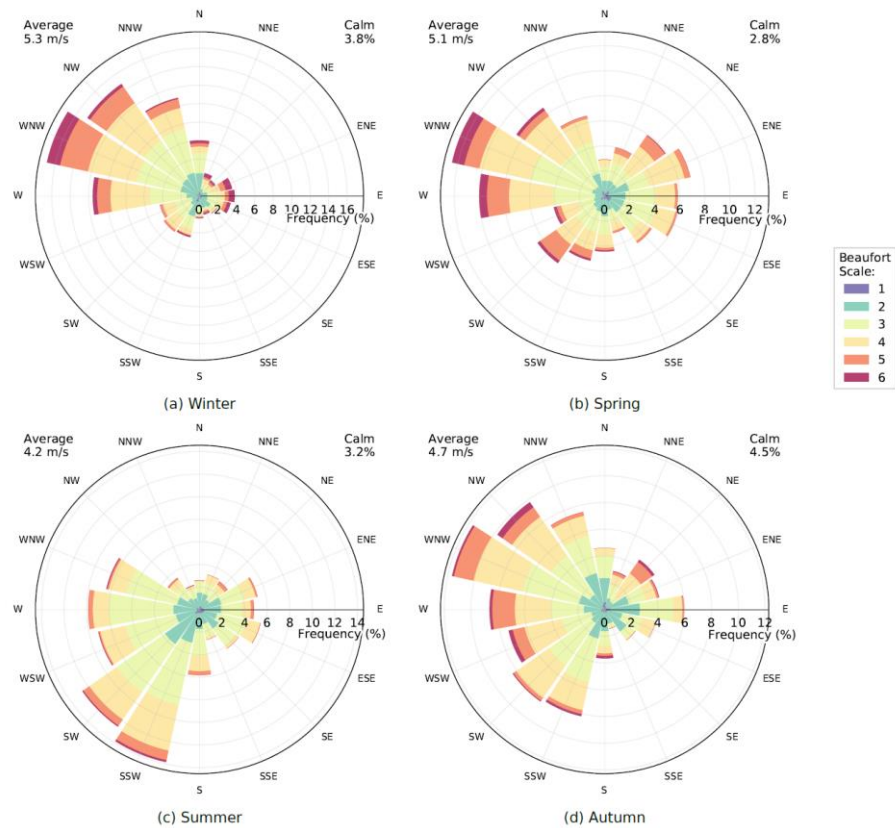 Average
5.3 m/s
Calm
3.8%
N
NNE
NE
ENE
E
ESE
SE
SSE
S
SSW
SW
WSW
W
WNW
NW
NNW
0 2 4 6 8 10 12 14 16
Frequency (%)
(a) Winter
Average
5.1 m/s
Calm
2.8%
N
NNE
NE
ENE
E
ESE
SE
SSE
S
SSW
SW
WSW
W
WNW
NW
NNW
0 2 4 6 8 10 12
Frequency (%)
(b) Spring
Beaufort
Scale:
1
2
3
4
5
6
Average
4.2 m/s
Calm
3.2%
N
NNE
NE
ENE
E
ESE
SE
SSE
S
SSW
SW
WSW
W
WNW
NW
NNW
0 2 4 6 8 10 12 14
Frequency (%)
(c) Summer
Average
4.7 m/s
Calm
4.5%
N
NNE
NE
ENE
E
ESE
SE
SSE
S
SSW
SW
WSW
W
WNW
NW
NNW
0 2 4 6 8 10 12
Frequency (%)
(d) Autumn